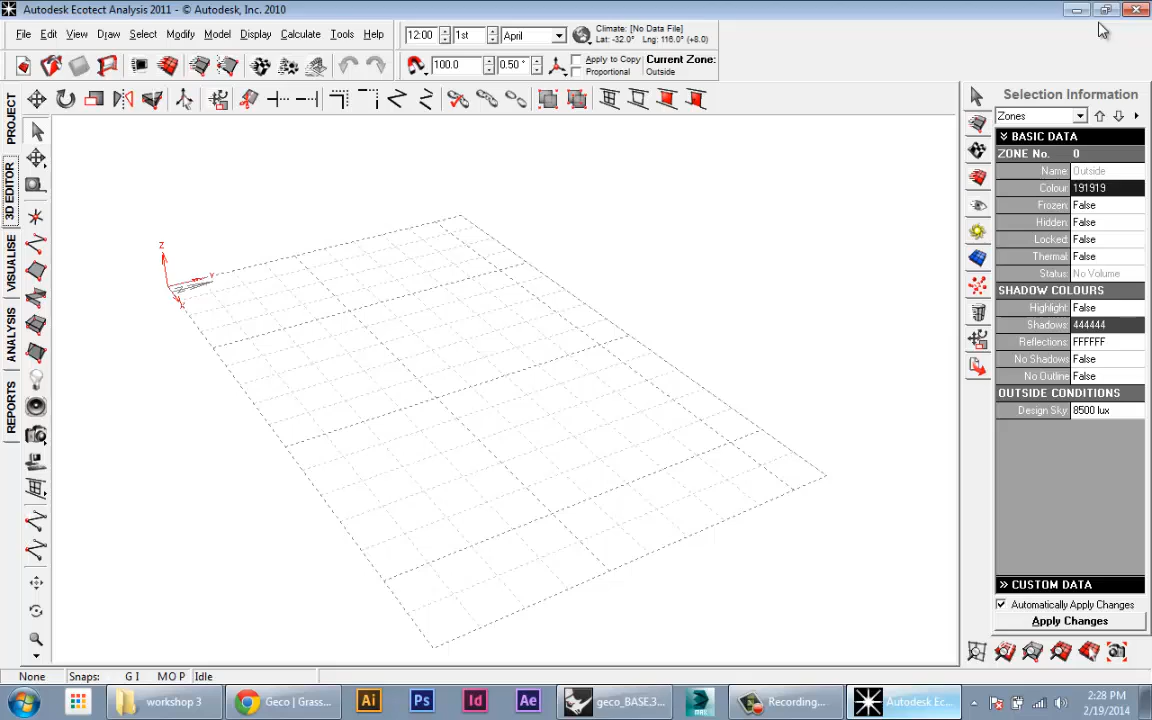 Autodesk Ecotect Analysis 2011 - © Autodesk, Inc. 2010
File Edit View Draw Select Modify Model Display Calculate Tools Help
12:00 1st April
Climate: [No Data File]
Lat: -32.0° Lng: 116.0° (+8.0)
100.0 0.50°
Apply to Copy
Proportional
Current Zone:
Outside
PROJECT
3D EDITOR
VISUALISE
ANALYSIS
REPORTS
Z
Y
X
Selection Information
Zones
BASIC DATA
ZONE No. 0
Name: Outside
Colour: 191919
Frozen: False
Hidden: False
Locked: False
Thermal: False
Status: No Volume
SHADOW COLOURS
Highlight: False
Shadows: 444444
Reflections: FFFFFF
No Shadows: False
No Outline: False
OUTSIDE CONDITIONS
Design Sky: 8500 lux
CUSTOM DATA
Automatically Apply Changes
Apply Changes
None Snaps: G I M O P Idle
workshop 3
Geco | Grass...
Ai
Ps
Id
Ae
geco_BASE.3...
Recording...
Autodesk Ec...
2:28 PM
2/19/2014